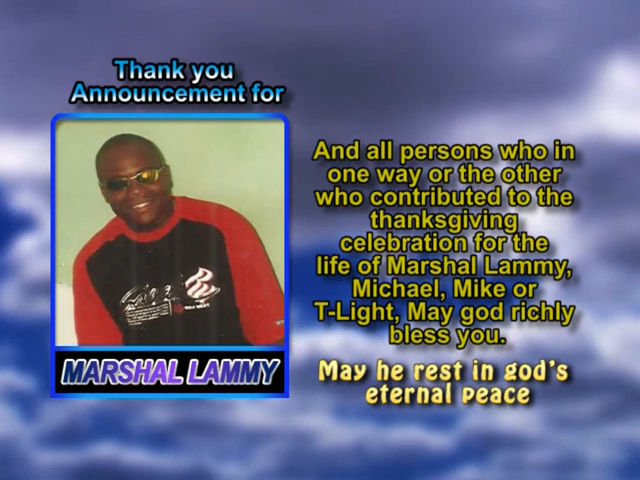 Thank you
Announcement for
MARSHAL LAMMY
And all persons who in
one way or the other
who contributed to the
thanksgiving
celebration for the
life of Marshal Lammy,
Michael, Mike or
T-Light, May god richly
bless you.
May he rest in god's
eternal peace